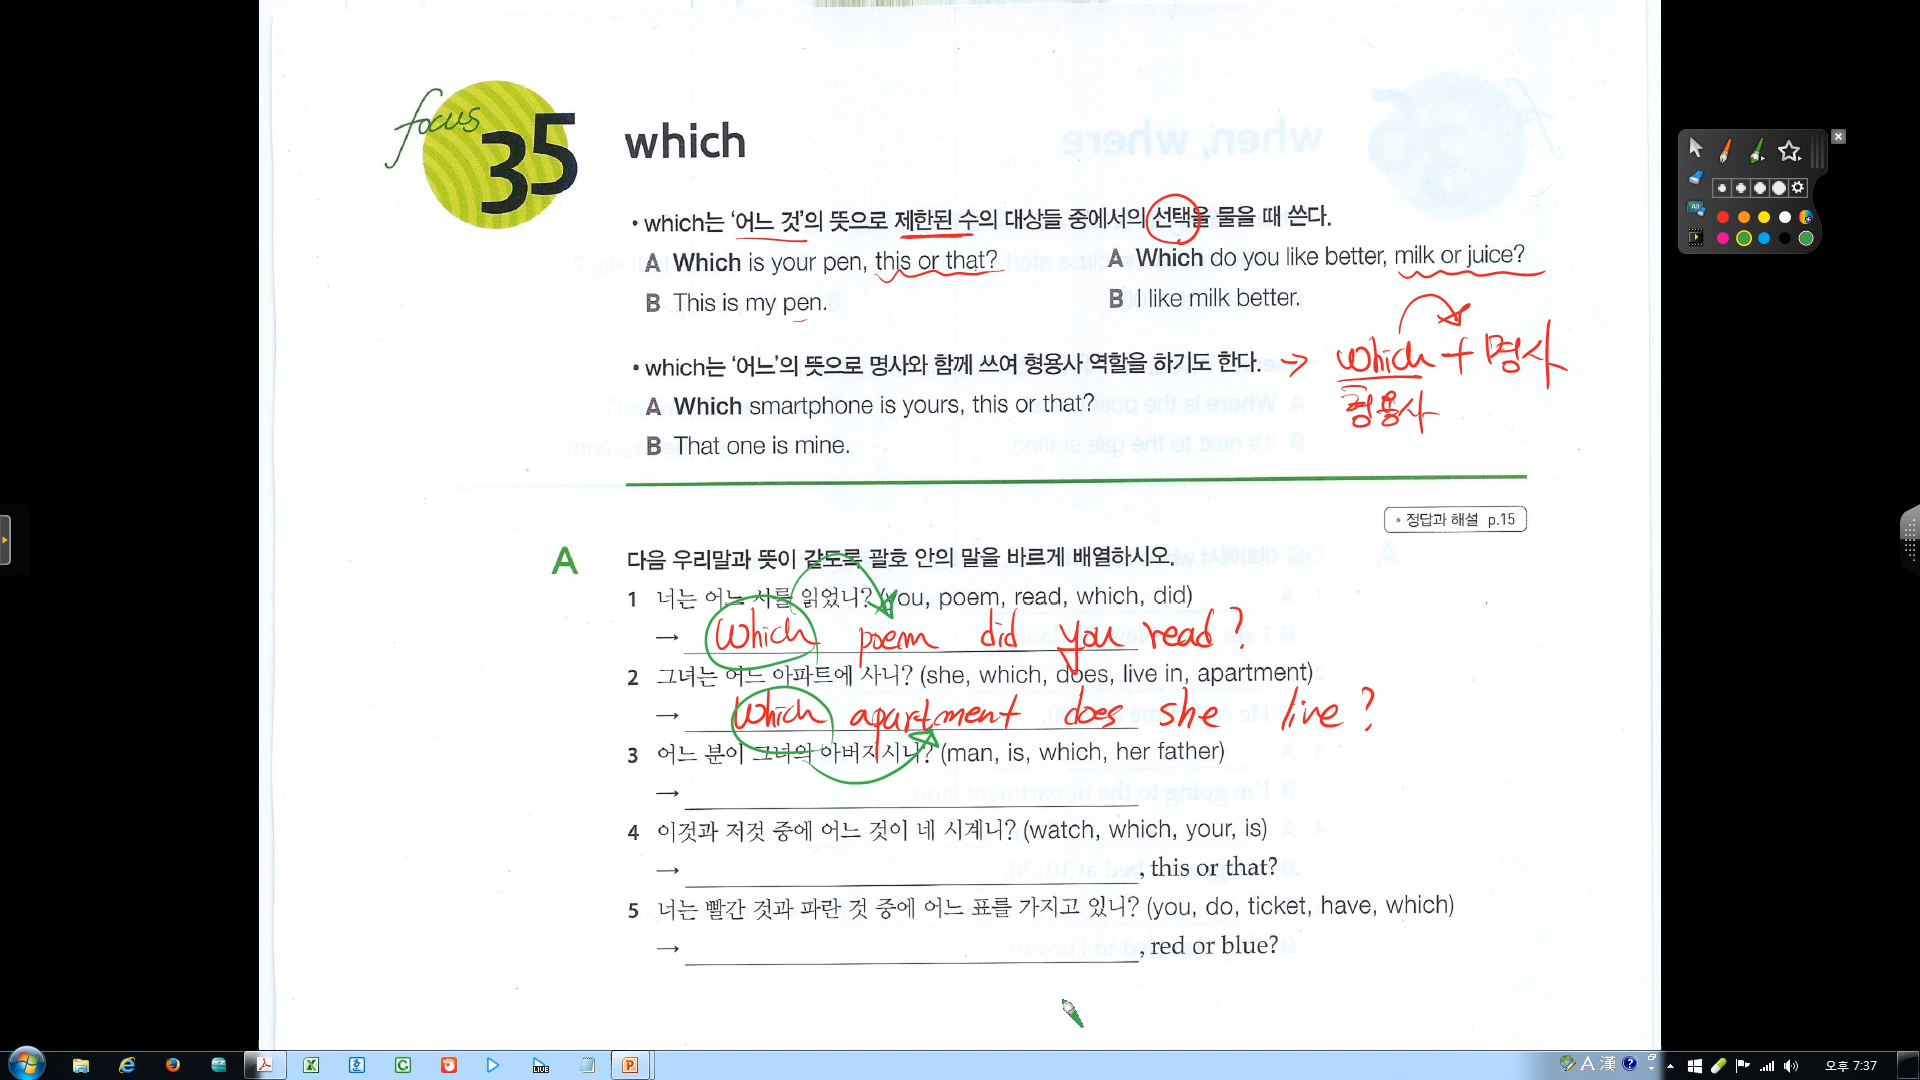 focus 35 which
• which는 ‘어느 것’의 뜻으로 제한된 수의 대상들 중에서의 선택을 물을 때 쓴다.
A Which is your pen, this or that?
B This is my pen.
A Which do you like better, milk or juice?
B I like milk better.
• which는 ‘어느’의 뜻으로 명사와 함께 쓰여 형용사 역할을 하기도 한다. → which + 명사
형용사
A Which smartphone is yours, this or that?
B That one is mine.
• 정답과 해설 p.15
A 다음 우리말과 뜻이 같도록 괄호 안의 말을 바르게 배열하시오.
1 너는 어느 시를 읽었니? (you, poem, read, which, did)
→ Which poem did you read?
2 그녀는 어느 아파트에 사니? (she, which, does, live in, apartment)
→ Which apartment does she live?
3 어느 분이 그녀의 아버지시니? (man, is, which, her father)
→
4 이것과 저것 중에 어느 것이 네 시계니? (watch, which, your, is)
→ , this or that?
5 너는 빨간 것과 파란 것 중에 어느 표를 가지고 있니? (you, do, ticket, have, which)
→ , red or blue?
All
LIVE
A 漢
오후 7:37